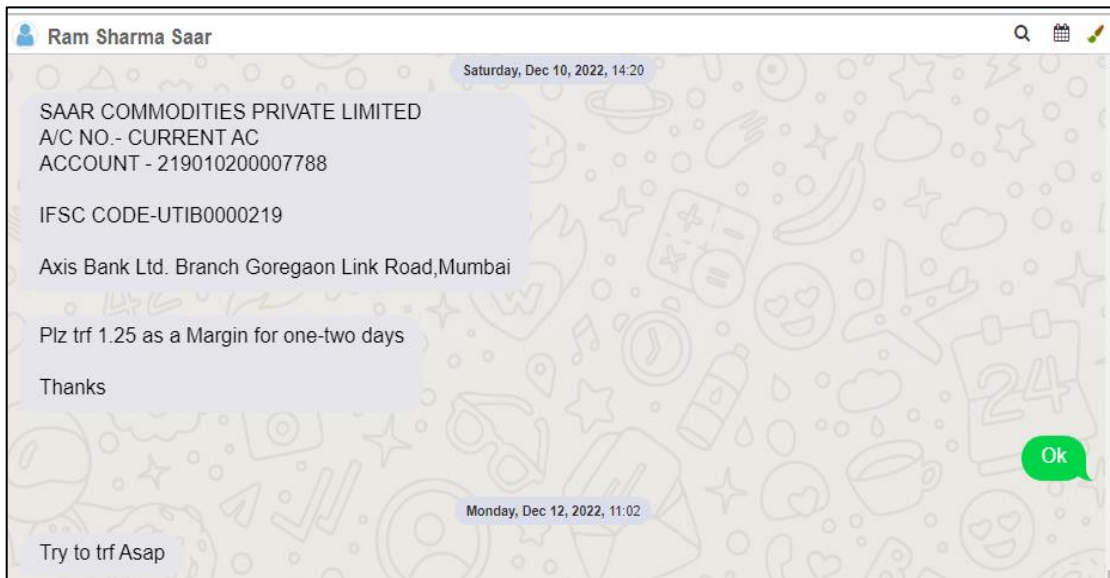 Ram Sharma Saar
Saturday, Dec 10, 2022, 14:20
SAAR COMMODITIES PRIVATE LIMITED
A/C NO.- CURRENT AC
ACCOUNT - 219010200007788
IFSC CODE-UTIB0000219
Axis Bank Ltd. Branch Goregaon Link Road,Mumbai
Plz trf 1.25 as a Margin for one-two days
Thanks
Ok
Monday, Dec 12, 2022, 11:02
Try to trf Asap